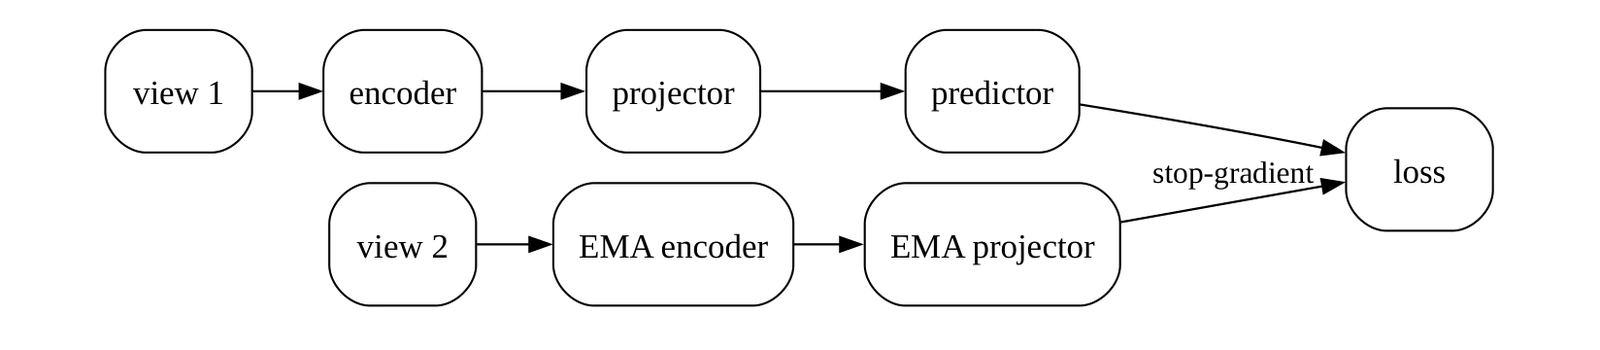 view 1
encoder
projector
predictor
stop-gradient
loss
view 2
EMA encoder
EMA projector